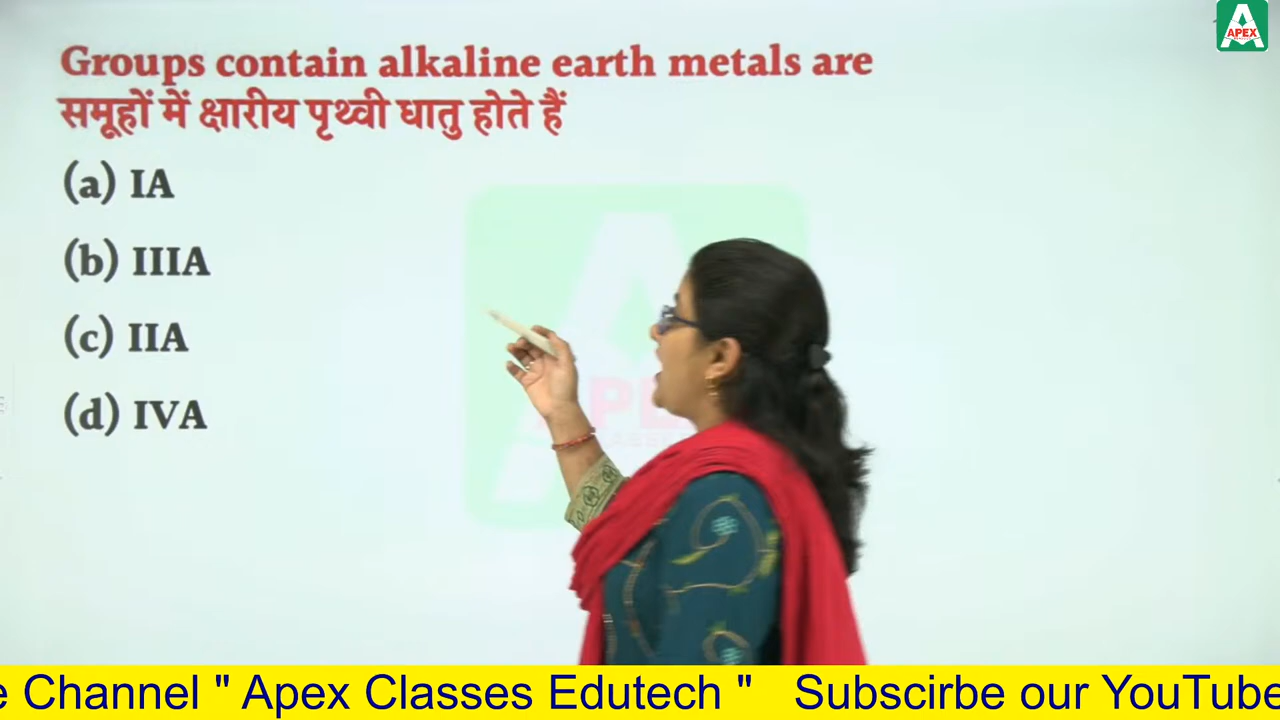 APEX
Groups contain alkaline earth metals are
समूहों में क्षारीय पृथ्वी धातु होते हैं
(a) IA
(b) IIIA
(c) IIA
(d) IVA
e Channel " Apex Classes Edutech " Subscirbe our YouTube